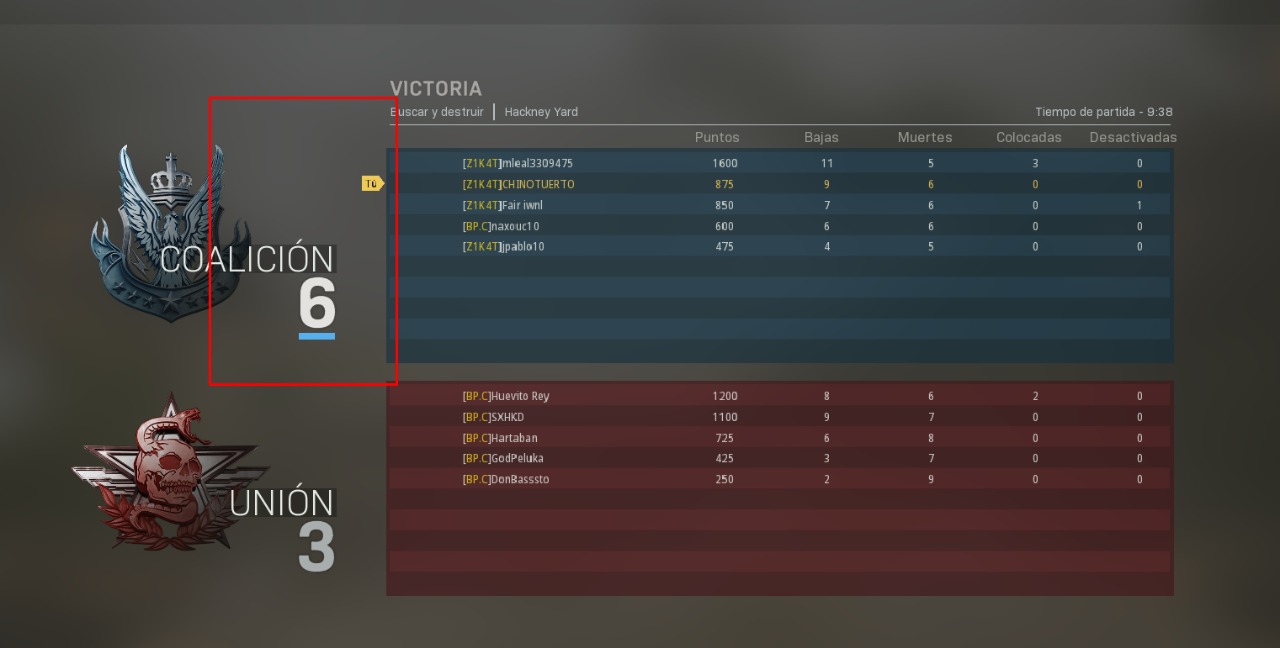 VICTORIA
Buscar y destruir | Hackney Yard Tiempo de partida - 9:38
Puntos Bajas Muertes Colocadas Desactivadas
[Z1K4T]mleal3309475 1600 11 5 3 0
Tú [Z1K4T]CHINOTUERTO 875 9 6 0 0
[Z1K4T]Fair iwnl 850 7 6 0 1
[BP.C]naxouc10 600 6 6 0 0
[Z1K4T]jpablo10 475 4 5 0 0
COALICIÓN
6
[BP.C]Huevito Rey 1200 8 6 2 0
[BP.C]SXHKD 1100 9 7 0 0
[BP.C]Hartaban 725 6 8 0 0
[BP.C]GodPeluka 425 3 7 0 0
[BP.C]DonBasssto 250 2 9 0 0
UNIÓN
3